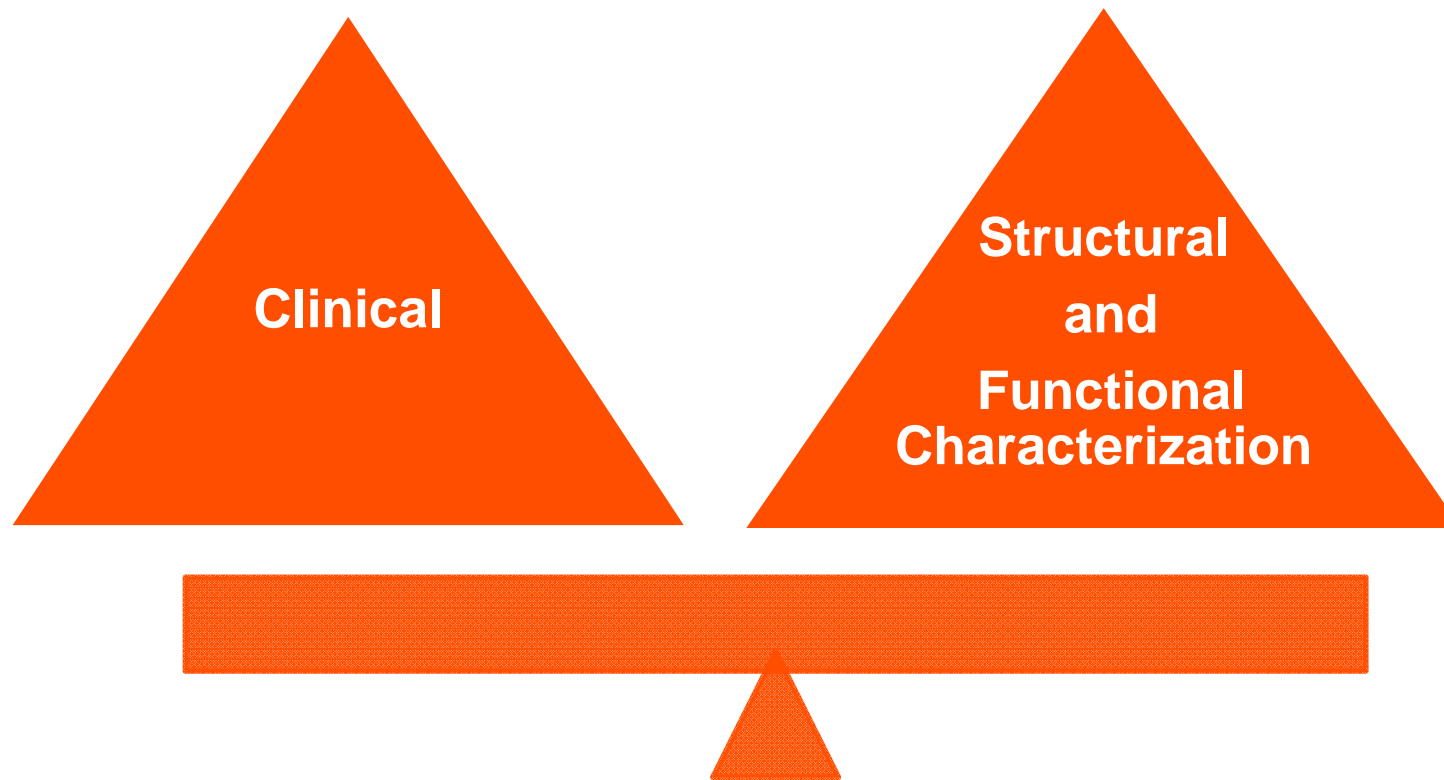 Clinical
Structural
and
Functional
Characterization